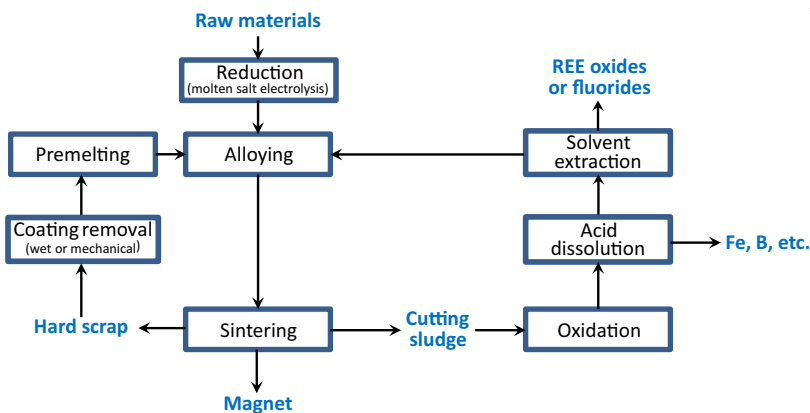 Raw materials
Reduction
(molten salt electrolysis)
REE oxides
or fluorides
Premelting
Alloying
Solvent
extraction
Coating removal
(wet or mechanical)
Acid
dissolution
Fe, B, etc.
Hard scrap
Sintering
Cutting
sludge
Oxidation
Magnet